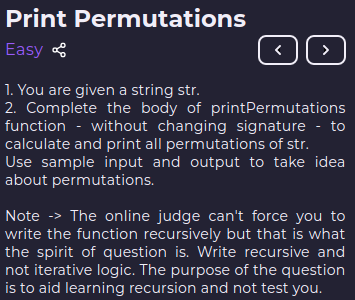 Print Permutations
Easy
1. You are given a string str.
2. Complete the body of printPermutations
function - without changing signature - to
calculate and print all permutations of str.
Use sample input and output to take idea
about permutations.
Note -> The online judge can't force you to
write the function recursively but that is what
the spirit of question is. Write recursive and
not iterative logic. The purpose of the question
is to aid learning recursion and not test you.